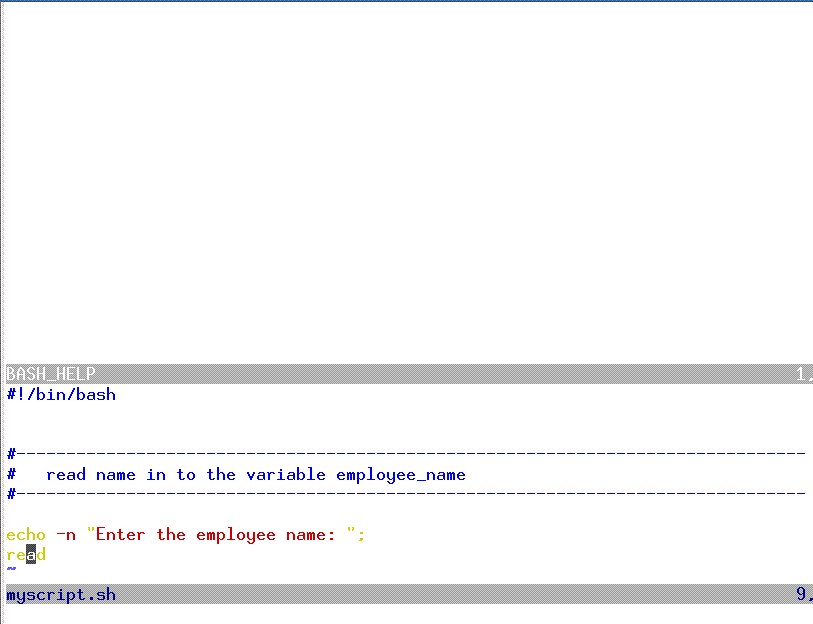 BASH_HELP 1,
#!/bin/bash
#-------------------------------------------------------------------------------
#   read name in to the variable employee_name
#-------------------------------------------------------------------------------
echo -n "Enter the employee name: ";
read
~
myscript.sh 9,